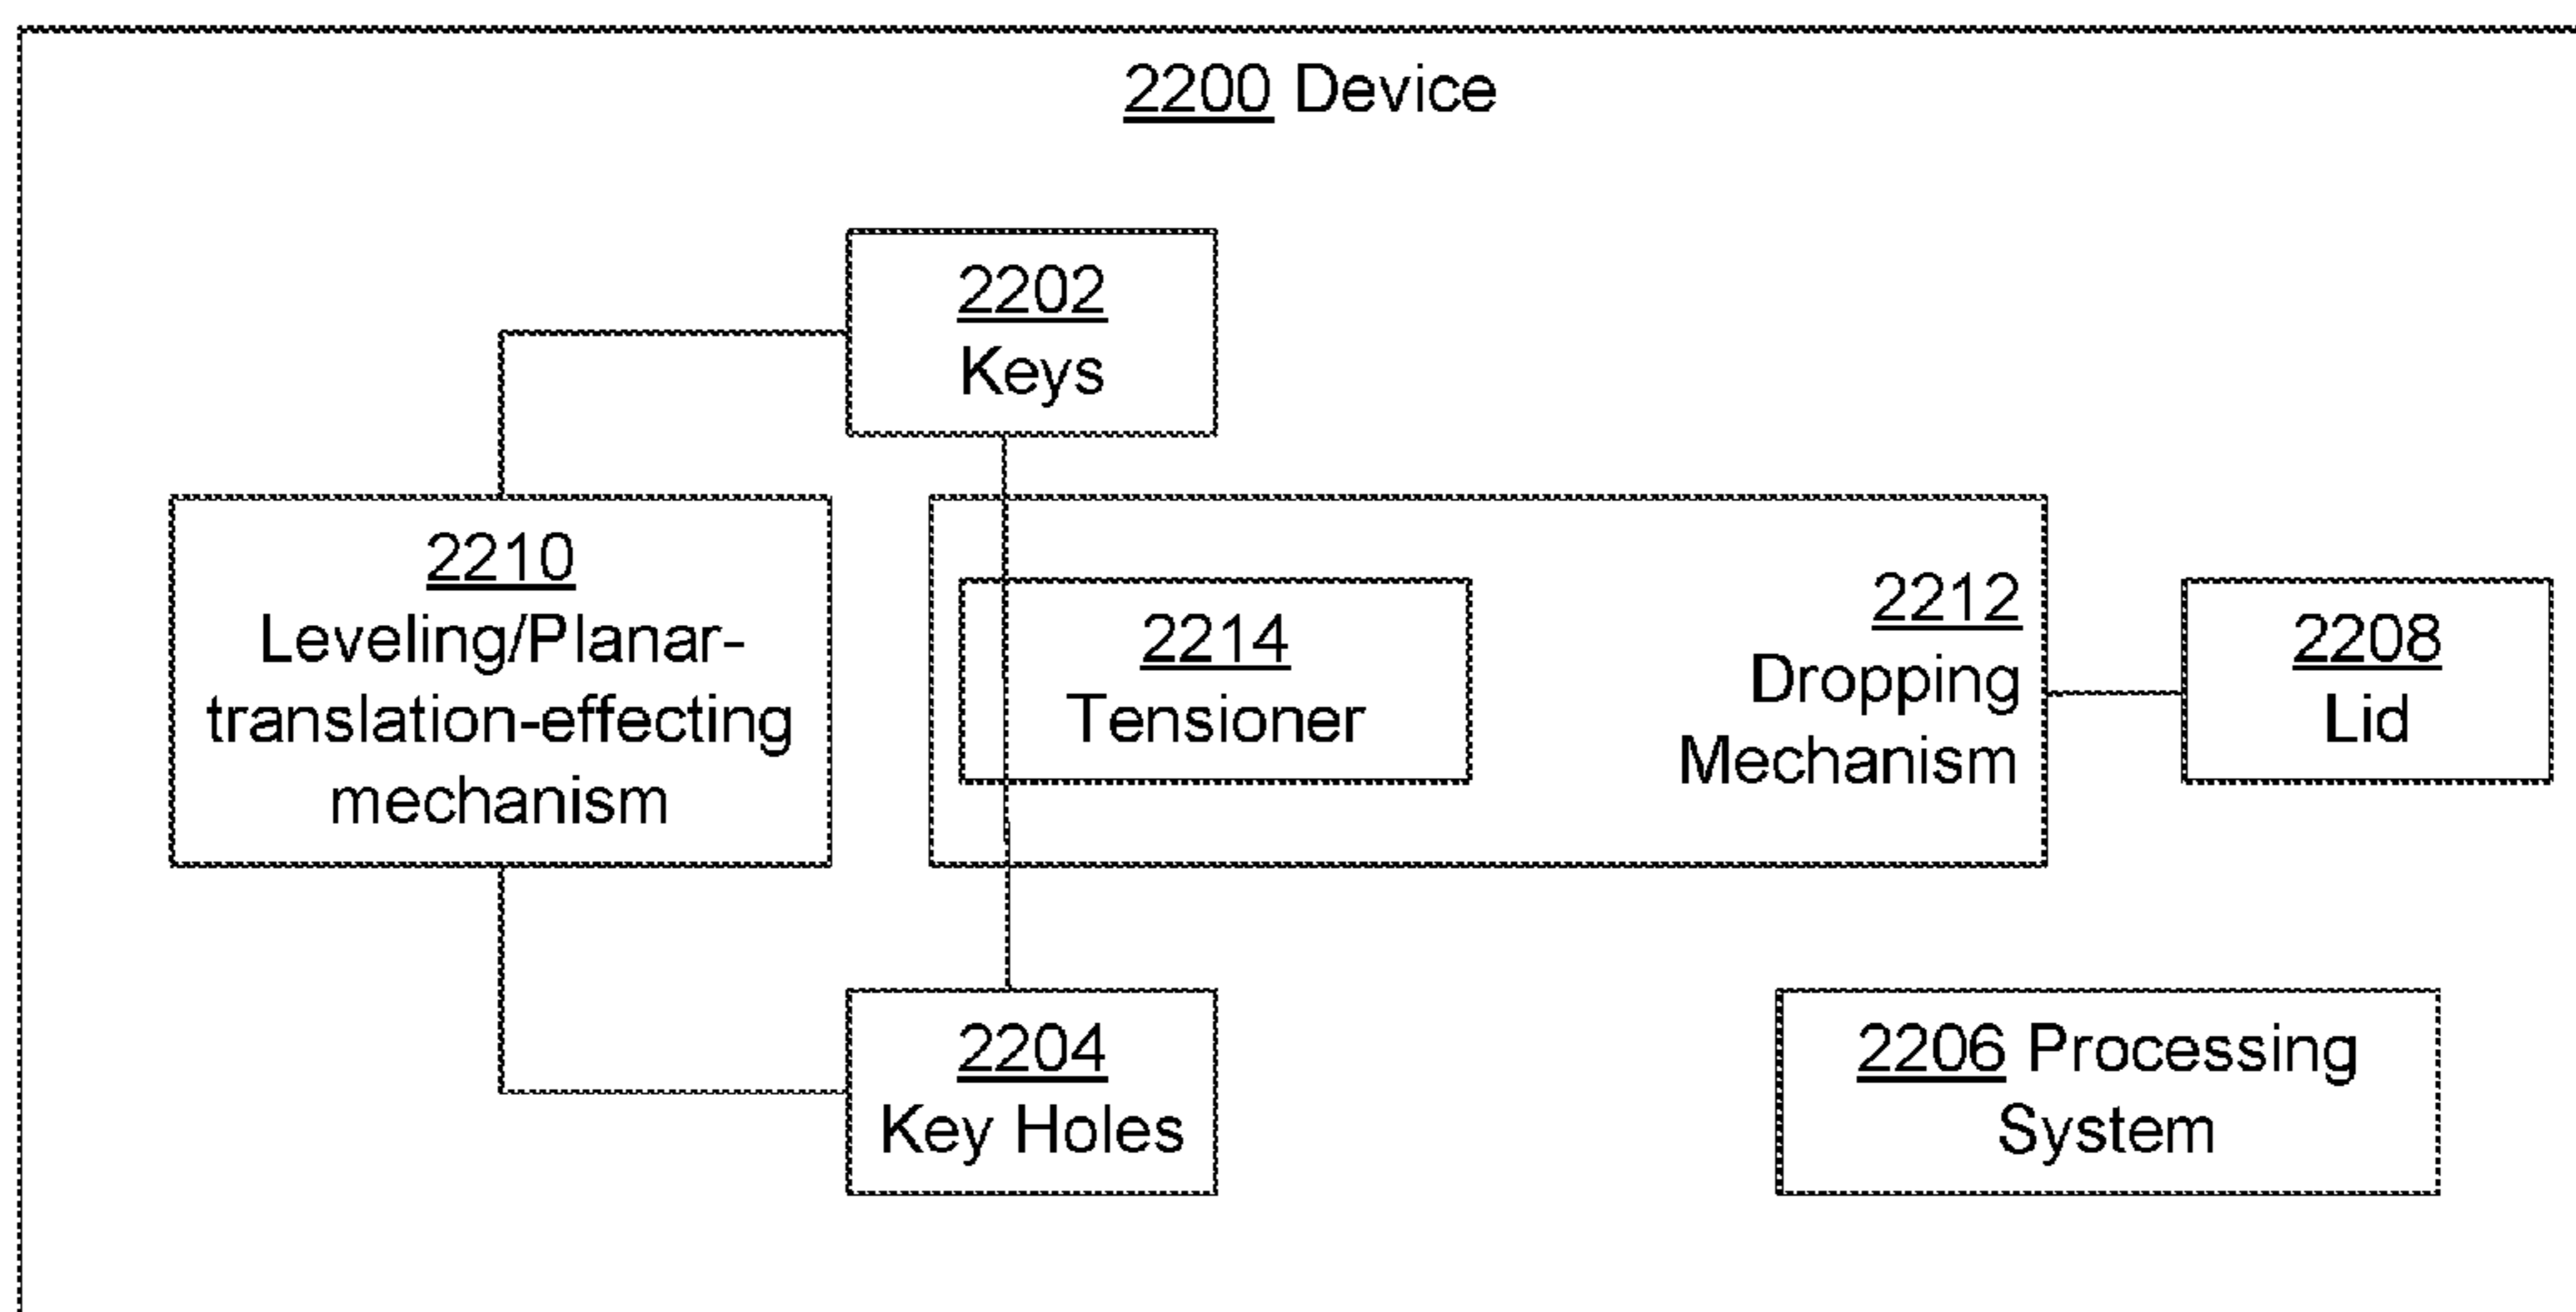 2200 Device
2202
Keys
2210
Leveling/Planar-
translation-effecting
mechanism
2214
Tensioner
2212
Dropping
Mechanism
2208
Lid
2204
Key Holes
2206 Processing
System